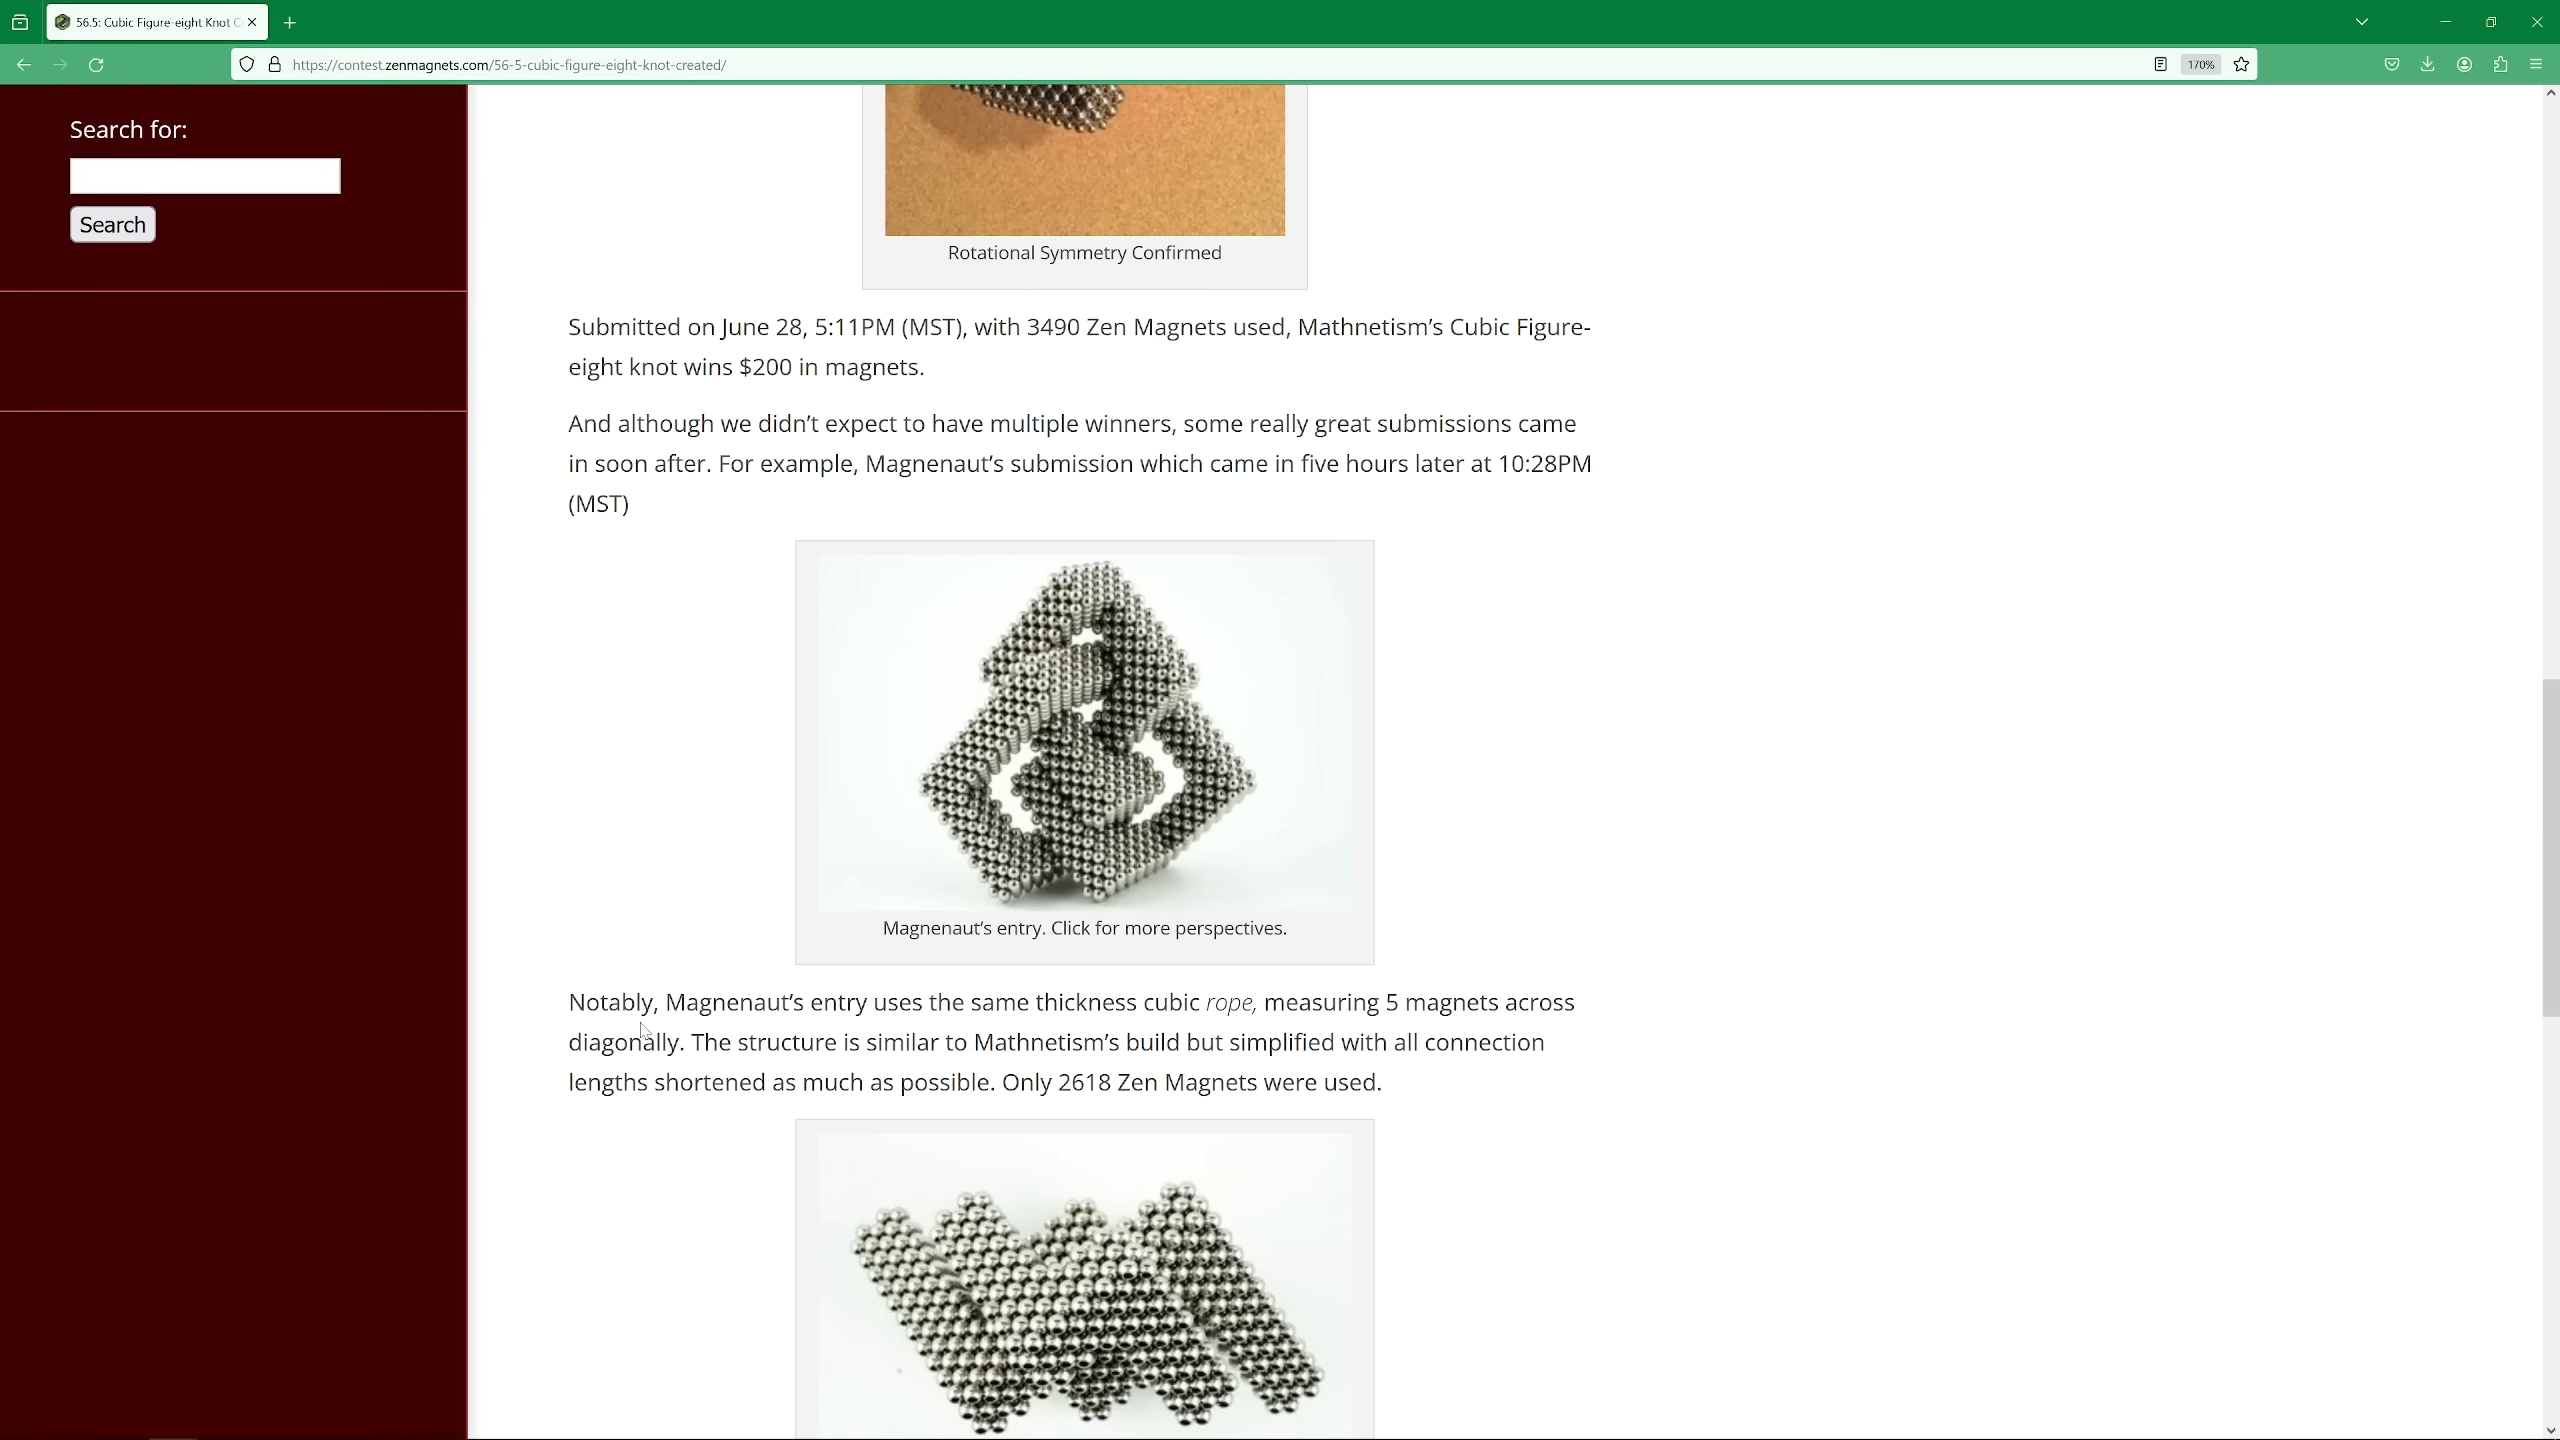 56.5: Cubic Figure-eight Knot C
https://contest.zenmagnets.com/56-5-cubic-figure-eight-knot-created/
170%
Search for:
Search
Rotational Symmetry Confirmed
Submitted on June 28, 5:11PM (MST), with 3490 Zen Magnets used, Mathnetism’s Cubic Figure-
eight knot wins $200 in magnets.
And although we didn’t expect to have multiple winners, some really great submissions came
in soon after. For example, Magnenaut’s submission which came in five hours later at 10:28PM
(MST)
Magnenaut’s entry. Click for more perspectives.
Notably, Magnenaut’s entry uses the same thickness cubic rope, measuring 5 magnets across
diagonally. The structure is similar to Mathnetism’s build but simplified with all connection
lengths shortened as much as possible. Only 2618 Zen Magnets were used.